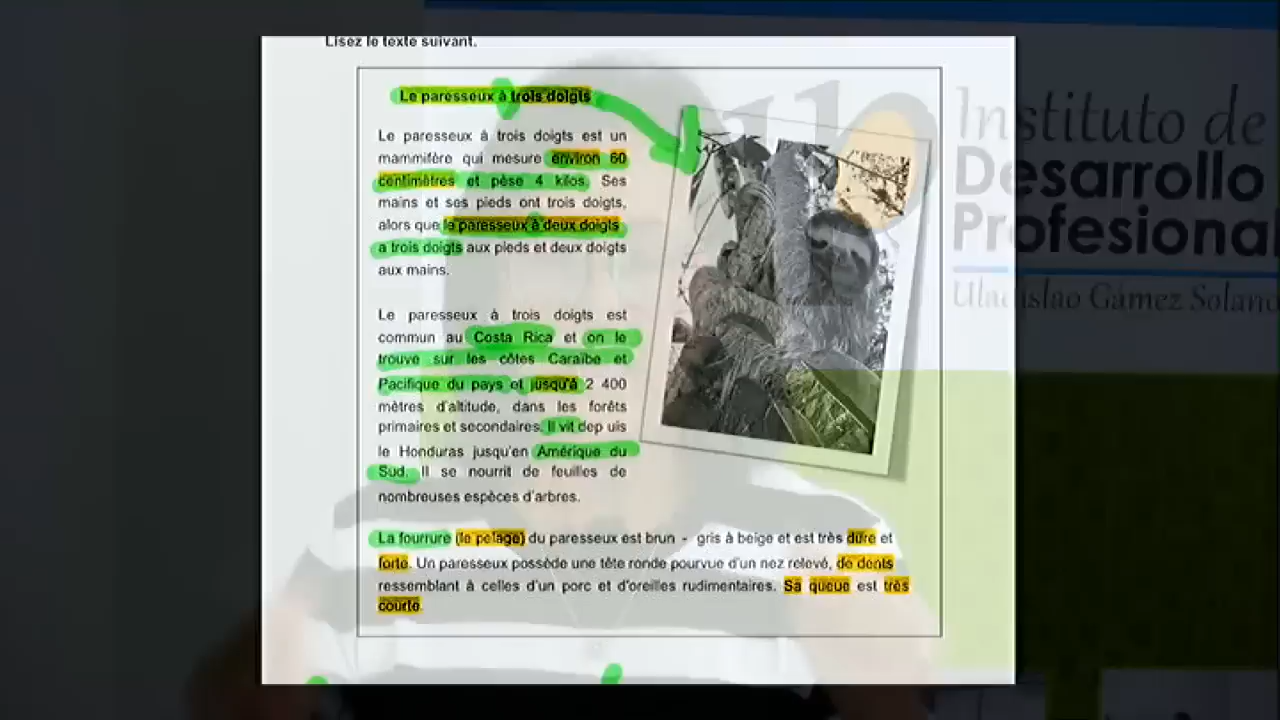 Lisez le texte suivant.
Le paresseux à trois doigts
Le paresseux à trois doigts est un
mammifère qui mesure environ 60
centimètres et pèse 4 kilos. Ses
mains et ses pieds ont trois doigts,
alors que le paresseux à deux doigts
a trois doigts aux pieds et deux doigts
aux mains.
Le paresseux à trois doigts est
commun au Costa Rica et on le
trouve sur les côtes Caraïbe et
Pacifique du pays et jusqu'à 2 400
mètres d'altitude, dans les forêts
primaires et secondaires. Il vit dep uis
le Honduras jusqu'en Amérique du
Sud. Il se nourrit de feuilles de
nombreuses espèces d'arbres.
La fourrure (le pelage) du paresseux est brun - gris à beige et est très dure et
forte. Un paresseux possède une tête ronde pourvue d'un nez relevé, de dents
ressemblant à celles d'un porc et d'oreilles rudimentaires. Sa queue est très
courte.
Instituto de
Desarrollo
Profesional
Uladislao Gámez Solano